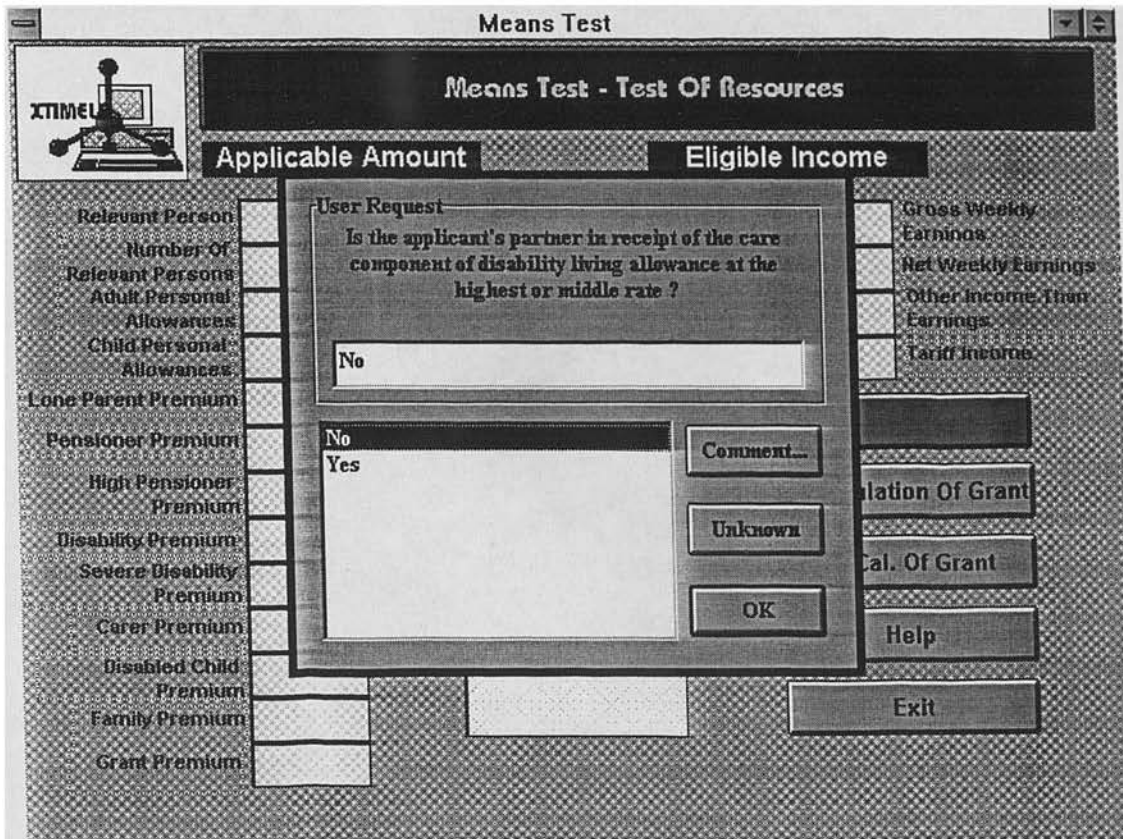 Means Test
XTIMEL
Means Test - Test Of Resources
Applicable Amount
Eligible Income
Relevant Person
Number Of
Relevant Persons
Adult Personal
Allowances
Child Personal
Allowances
Lone Parent Premium
Pensioner Premium
High Pensioner
Premium
Disability Premium
Severe Disability
Premium
Carer Premium
Disabled Child
Premium
Family Premium
Grant Premium
User Request
Is the applicant's partner in receipt of the care
component of disability living allowance at the
highest or middle rate ?
No
No
Yes
Comment...
Unknown
OK
Gross Weekly
Earnings
Net Weekly Earnings
Other Income Than
Earnings
Tariff Income
lation Of Grant
Cal. Of Grant
Help
Exit